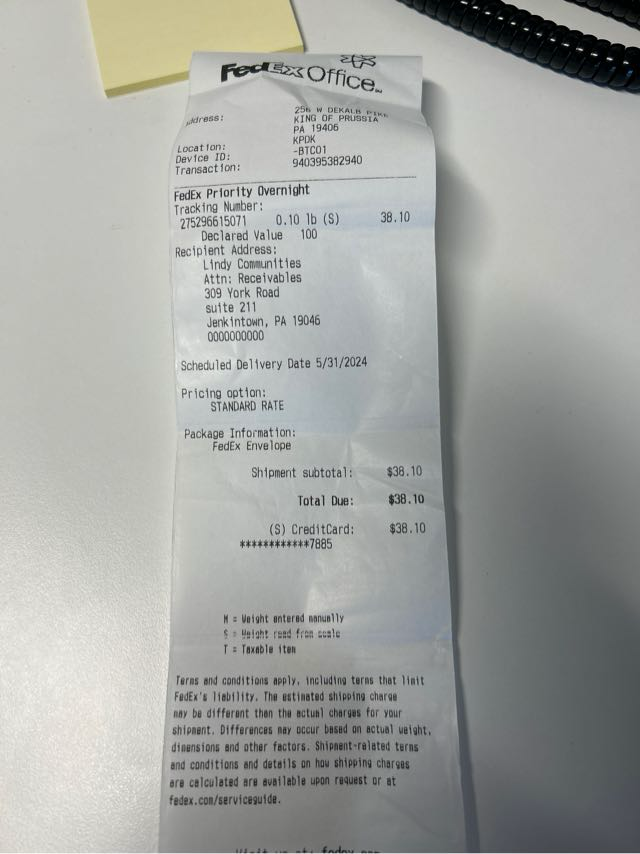 FedEx Office
Address: 256 W DEKALB PIKE
KING OF PRUSSIA
PA 19406
Location: KPDK
Device ID: -BTC01
Transaction: 940395382940
FedEx Priority Overnight
Tracking Number:
275296615071 0.10 lb (S) 38.10
Declared Value 100
Recipient Address:
Lindy Communities
Attn: Receivables
309 York Road
suite 211
Jenkintown, PA 19046
0000000000
Scheduled Delivery Date 5/31/2024
Pricing option:
STANDARD RATE
Package Information:
FedEx Envelope
Shipment subtotal: $38.10
Total Due: $38.10
(S) CreditCard: $38.10
************7885
M = Weight entered manually
S = Weight read from scale
T = Taxable item
Terms and conditions apply, including terms that limit
FedEx's liability. The estimated shipping charge
may be different than the actual charges for your
shipment. Differences may occur based on actual weight,
dimensions and other factors. Shipment-related terms
and conditions and details on how shipping charges
are calculated are available upon request or at
fedex.com/serviceguide.